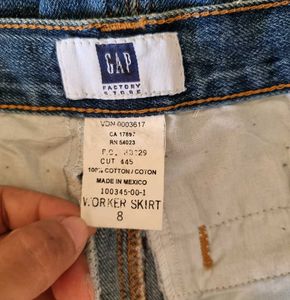 GAP
FACTORY
STORE
VDN 0003617
CA 17897
RN 54023
CUT 445
100% COTTON / COTON
MADE IN MEXICO
100345-00-1
WORKER SKIRT
8